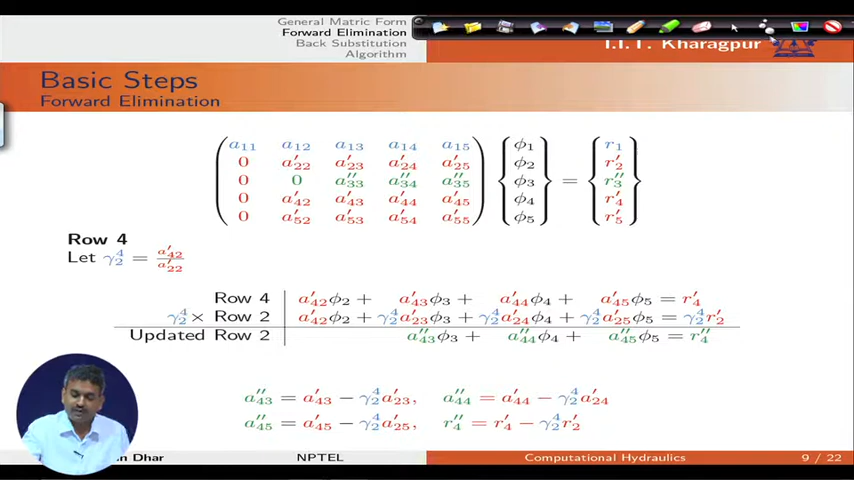 General Matric Form
Forward Elimination
Back Substitution
Algorithm
I.I.T. Kharagpur
Basic Steps
Forward Elimination
a₁₁ a₁₂ a₁₃ a₁₄ a₁₅ ϕ₁ r₁
0 a′₂₂ a′₂₃ a′₂₄ a′₂₅ ϕ₂ r′₂
0 0 a″₃₃ a″₃₄ a″₃₅ ϕ₃ = r″₃
0 a′₄₂ a′₄₃ a′₄₄ a′₄₅ ϕ₄ r′₄
0 a′₅₂ a′₅₃ a′₅₄ a′₅₅ ϕ₅ r′₅
Row 4
Let γ₂⁴ = a′₄₂/a′₂₂
Row 4 | a′₄₂ϕ₂ + a′₄₃ϕ₃ + a′₄₄ϕ₄ + a′₄₅ϕ₅ = r′₄
γ₂⁴× Row 2 | a′₄₂ϕ₂ + γ₂⁴a′₂₃ϕ₃ + γ₂⁴a′₂₄ϕ₄ + γ₂⁴a′₂₅ϕ₅ = γ₂⁴r′₂
Updated Row 2 | a″₄₃ϕ₃ + a″₄₄ϕ₄ + a″₄₅ϕ₅ = r″₄
a″₄₃ = a′₄₃ − γ₂⁴a′₂₃, a″₄₄ = a′₄₄ − γ₂⁴a′₂₄
a″₄₅ = a′₄₅ − γ₂⁴a′₂₅, r″₄ = r′₄ − γ₂⁴r′₂
Dhar NPTEL Computational Hydraulics 9 / 22